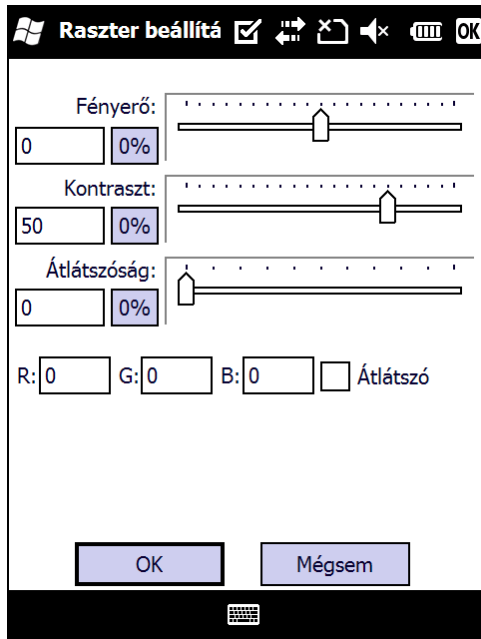 Raszter beállítá OK
Fényerő:
0 0%
Kontraszt:
50 0%
Átlátszóság:
0 0%
R: 0 G: 0 B: 0 Átlátszó
OK Mégsem